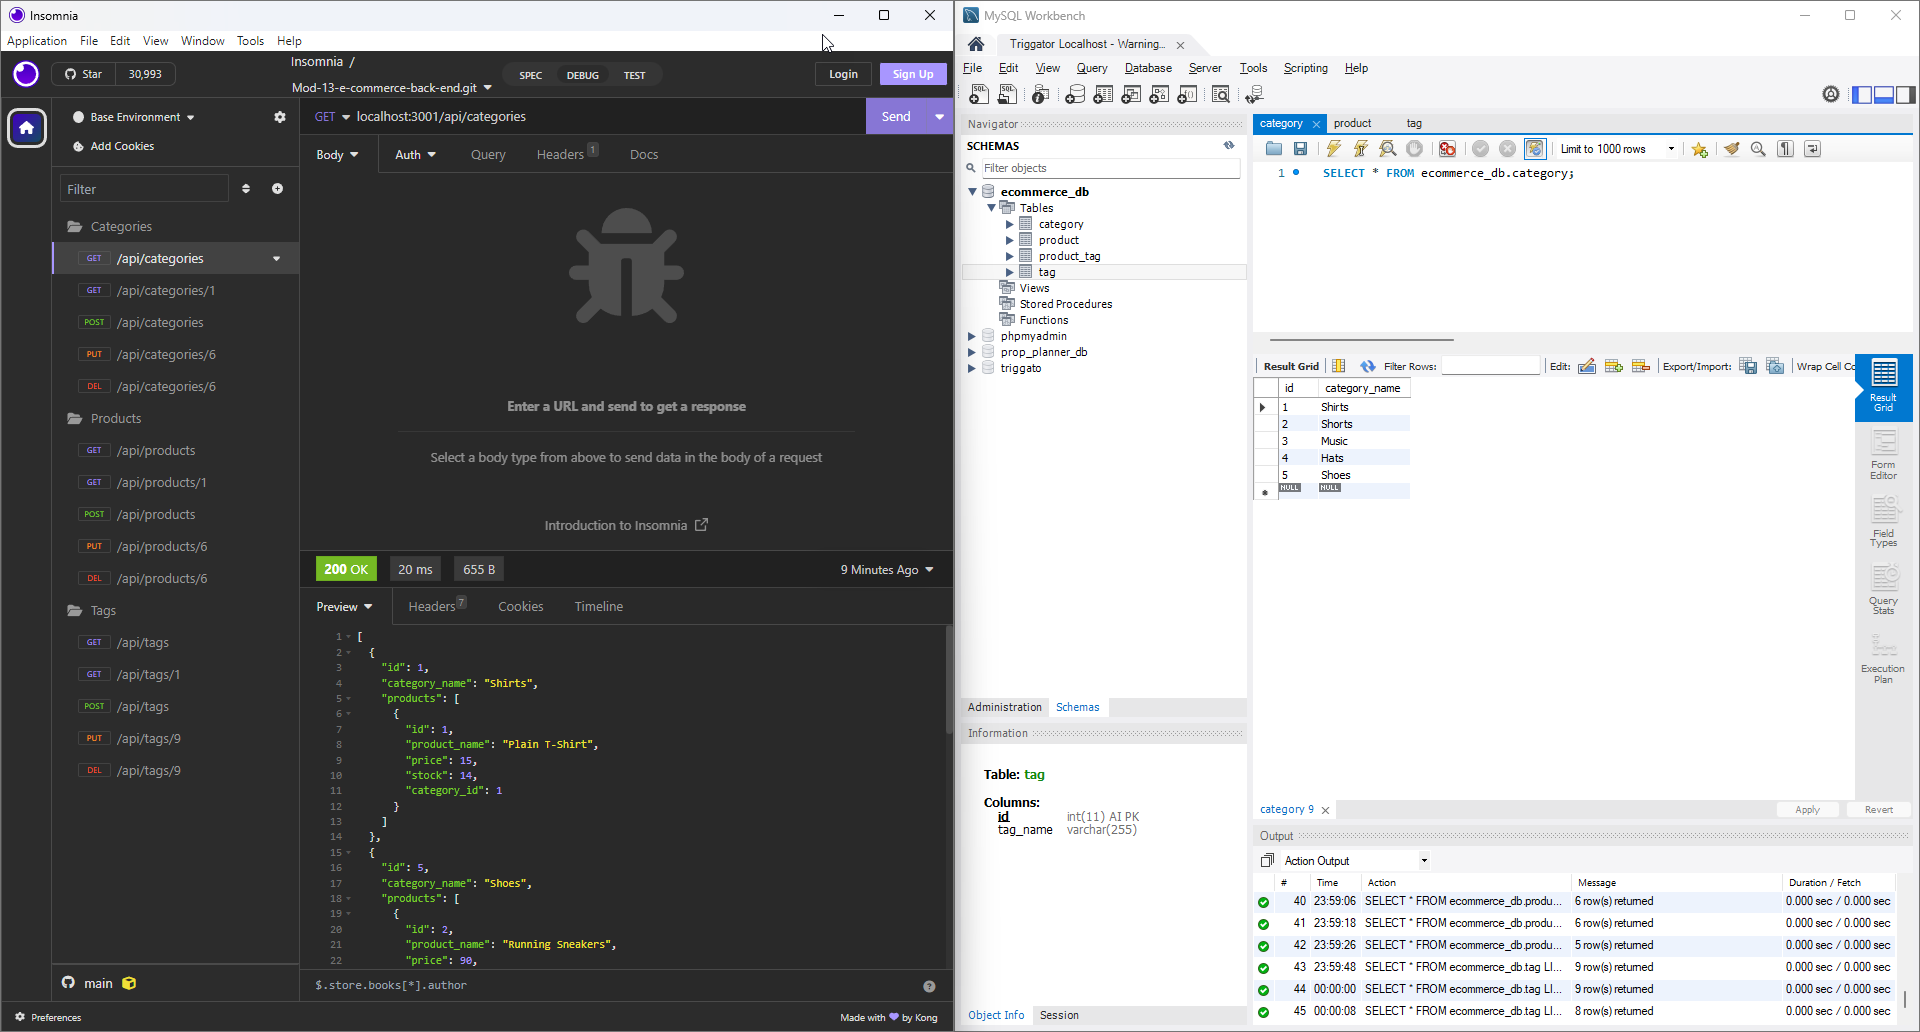 Insomnia
Application File Edit View Window Tools Help
Star 30,993
Insomnia /
Mod-13-e-commerce-back-end.git
SPEC DEBUG TEST
Login Sign Up
Base Environment
Add Cookies
Filter
Categories
GET /api/categories
GET /api/categories/1
POST /api/categories
PUT /api/categories/6
DEL /api/categories/6
Products
GET /api/products
GET /api/products/1
POST /api/products
PUT /api/products/6
DEL /api/products/6
Tags
GET /api/tags
GET /api/tags/1
POST /api/tags
PUT /api/tags/9
DEL /api/tags/9
main
Preferences
GET localhost:3001/api/categories Send
Body Auth Query Headers 1 Docs
Enter a URL and send to get a response
Select a body type from above to send data in the body of a request
Introduction to Insomnia
200 OK 20 ms 655 B 9 Minutes Ago
Preview Headers 7 Cookies Timeline
1 [
2 {
3 "id": 1,
4 "category_name": "Shirts",
5 "products": [
6 {
7 "id": 1,
8 "product_name": "Plain T-Shirt",
9 "price": 15,
10 "stock": 14,
11 "category_id": 1
12 }
13 ]
14 },
15 {
16 "id": 5,
17 "category_name": "Shoes",
18 "products": [
19 {
20 "id": 2,
21 "product_name": "Running Sneakers",
22 "price": 90,
$.store.books[*].author
Made with by Kong
MySQL Workbench
Triggator Localhost - Warning...
File Edit View Query Database Server Tools Scripting Help
Navigator
SCHEMAS
Filter objects
ecommerce_db
Tables
category
product
product_tag
tag
Views
Stored Procedures
Functions
phpmyadmin
prop_planner_db
triggato
Administration Schemas
Information
Table: tag
Columns:
id int(11) AI PK
tag_name varchar(255)
Object Info Session
category product tag
Limit to 1000 rows
1 SELECT * FROM ecommerce_db.category;
Result Grid Filter Rows: Edit: Export/Import: Wrap Cell Co
id category_name
1 Shirts
2 Shorts
3 Music
4 Hats
5 Shoes
NULL NULL
Result Grid
Form Editor
Field Types
Query Stats
Execution Plan
category 9 Apply Revert
Output
Action Output
# Time Action Message Duration / Fetch
40 23:59:06 SELECT * FROM ecommerce_db.produ... 6 row(s) returned 0.000 sec / 0.000 sec
41 23:59:18 SELECT * FROM ecommerce_db.produ... 6 row(s) returned 0.000 sec / 0.000 sec
42 23:59:26 SELECT * FROM ecommerce_db.produ... 5 row(s) returned 0.000 sec / 0.000 sec
43 23:59:48 SELECT * FROM ecommerce_db.tag LI... 9 row(s) returned 0.000 sec / 0.000 sec
44 00:00:00 SELECT * FROM ecommerce_db.tag LI... 9 row(s) returned 0.000 sec / 0.000 sec
45 00:00:08 SELECT * FROM ecommerce_db.tag LI... 8 row(s) returned 0.000 sec / 0.000 sec